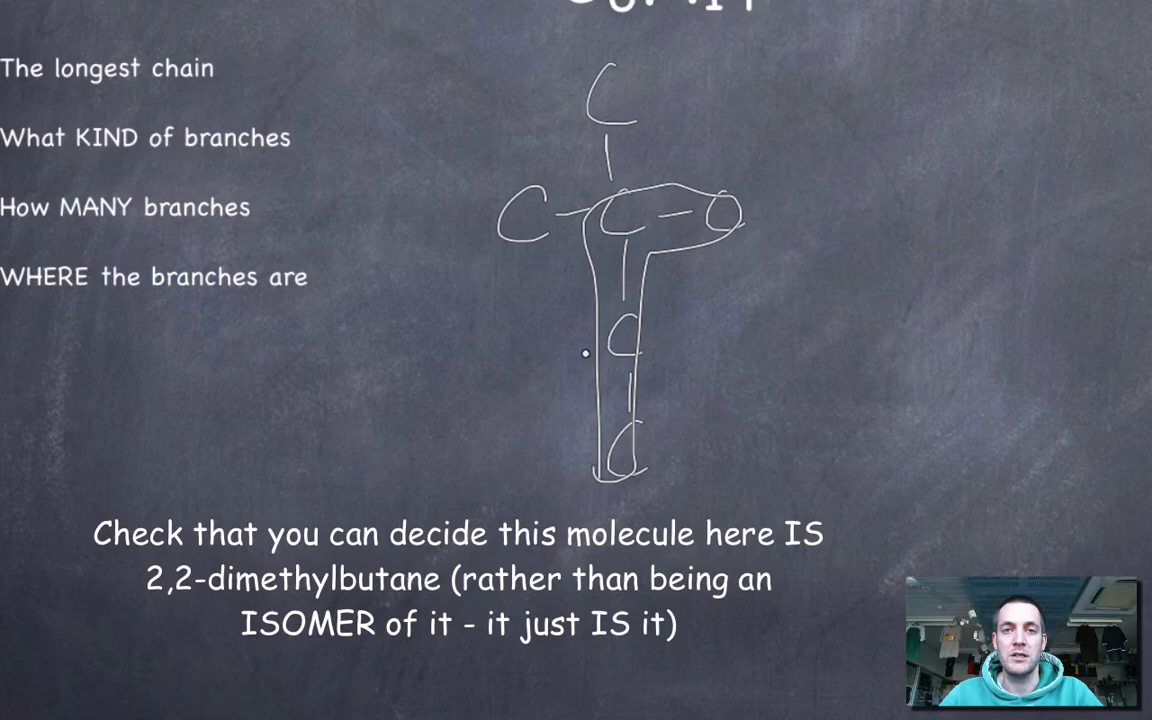 The longest chain
What KIND of branches
How MANY branches
WHERE the branches are
C
C C C
C
C
Check that you can decide this molecule here IS
2,2-dimethylbutane (rather than being an
ISOMER of it - it just IS it)